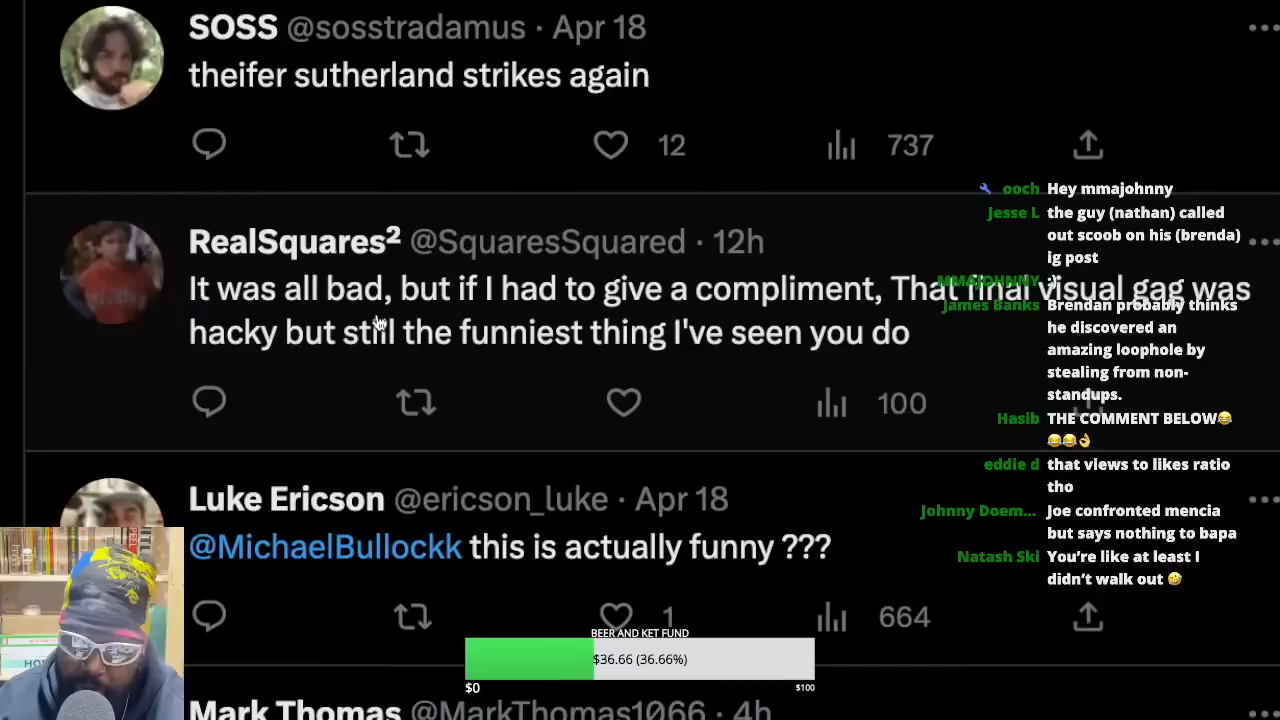 SOSS @sosstradamus · Apr 18
theifer sutherland strikes again
12
737
RealSquares² @SquaresSquared · 12h
It was all bad, but if I had to give a compliment, That final visual gag was
hacky but still the funniest thing I've seen you do
100
Luke Ericson @ericson_luke · Apr 18
@MichaelBullockk this is actually funny ???
1
664
Mark Thomas @MarkThomas1066 · 4h
ooch Hey mmajohnny
Jesse L the guy (nathan) called
out scoob on his (brenda)
ig post
MMAJOHNNY
James Banks Brendan probably thinks
he discovered an
amazing loophole by
stealing from non-
standups.
Hasib THE COMMENT BELOW😂
😂😂👌
eddie d that views to likes ratio
tho
Johnny Doem... Joe confronted mencia
but says nothing to bapa
Natash Ski You're like at least I
didn't walk out 🤣
BEER AND KET FUND
$36.66 (36.66%)
$0
$100